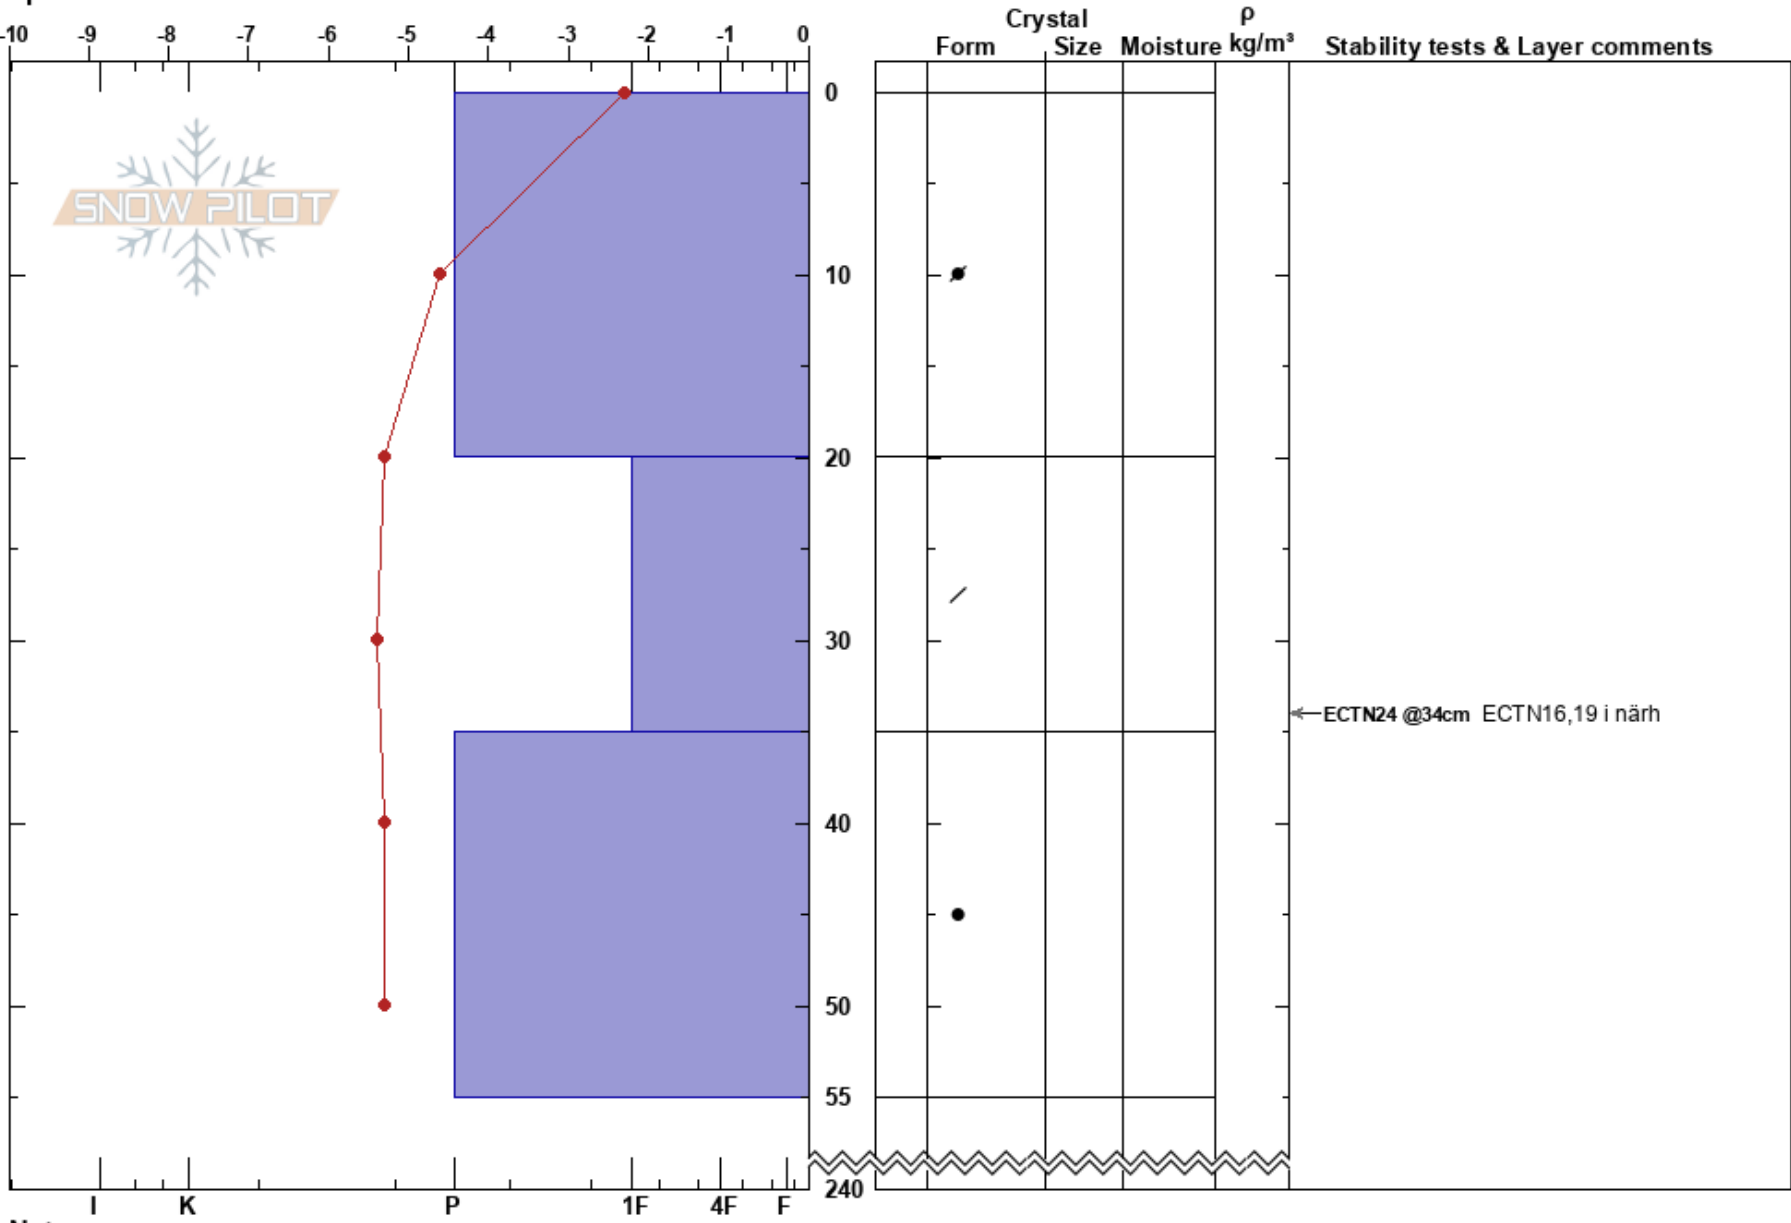 Crystal ρ
-10 -9 -8 -7 -6 -5 -4 -3 -2 -1 0
Form Size Moisture kg/m³ Stability tests & Layer comments
0
SNOW PILOT
10
20
30
ECTN24 @34cm ECTN16,19 i närh
40
50
55
240
I K P 1F 4F F